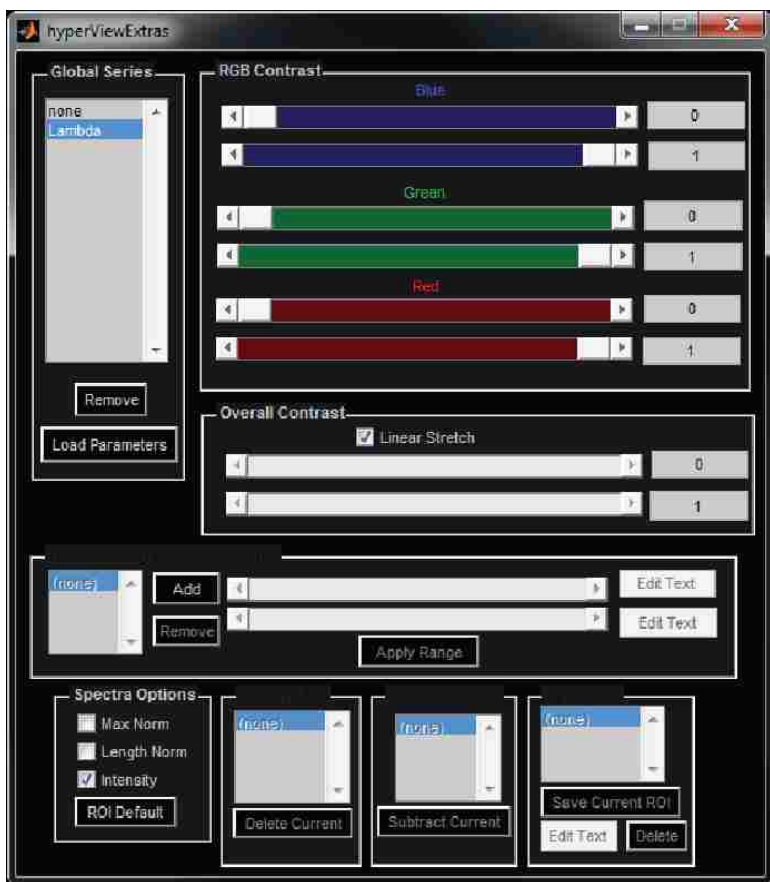 hyperViewExtras
Global Series
none
Lambda
Remove
Load Parameters
RGB Contrast
Blue
0
1
Green
0
1
Red
0
1
Overall Contrast
Linear Stretch
0
1
(none)
Add
Remove
Edit Text
Edit Text
Apply Range
Spectra Options
Max Norm
Length Norm
Intensity
ROI Default
(none)
Delete Current
(none)
Subtract Current
(none)
Save Current ROI
Edit Text
Delete